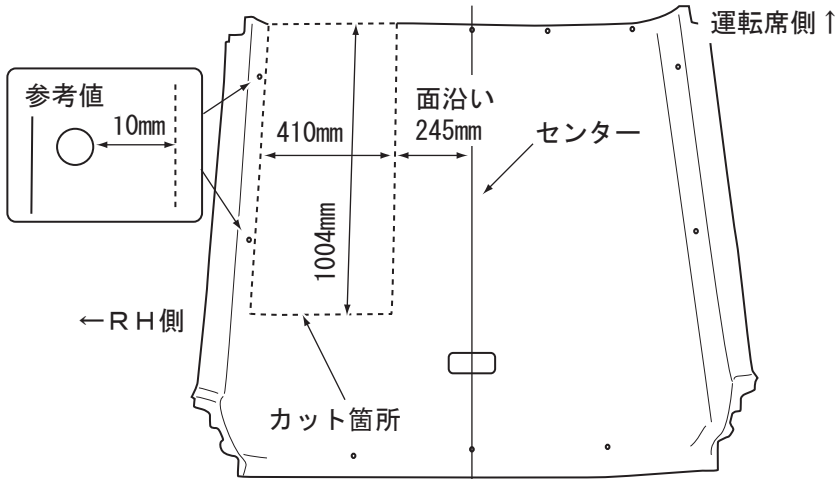 運転席側↑
参考値
10mm
410mm
面沿い
245mm
センター
1004mm
←RH側
カット箇所